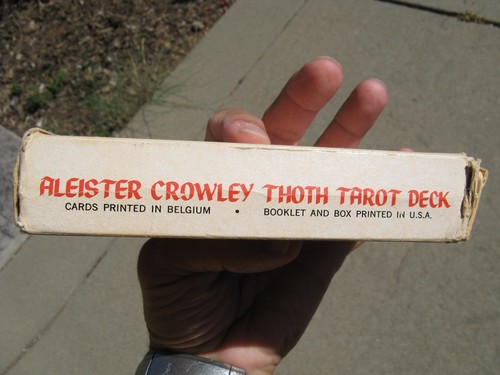 ALEISTER CROWLEY THOTH TAROT DECK
CARDS PRINTED IN BELGIUM • BOOKLET AND BOX PRINTED IN U.S.A.